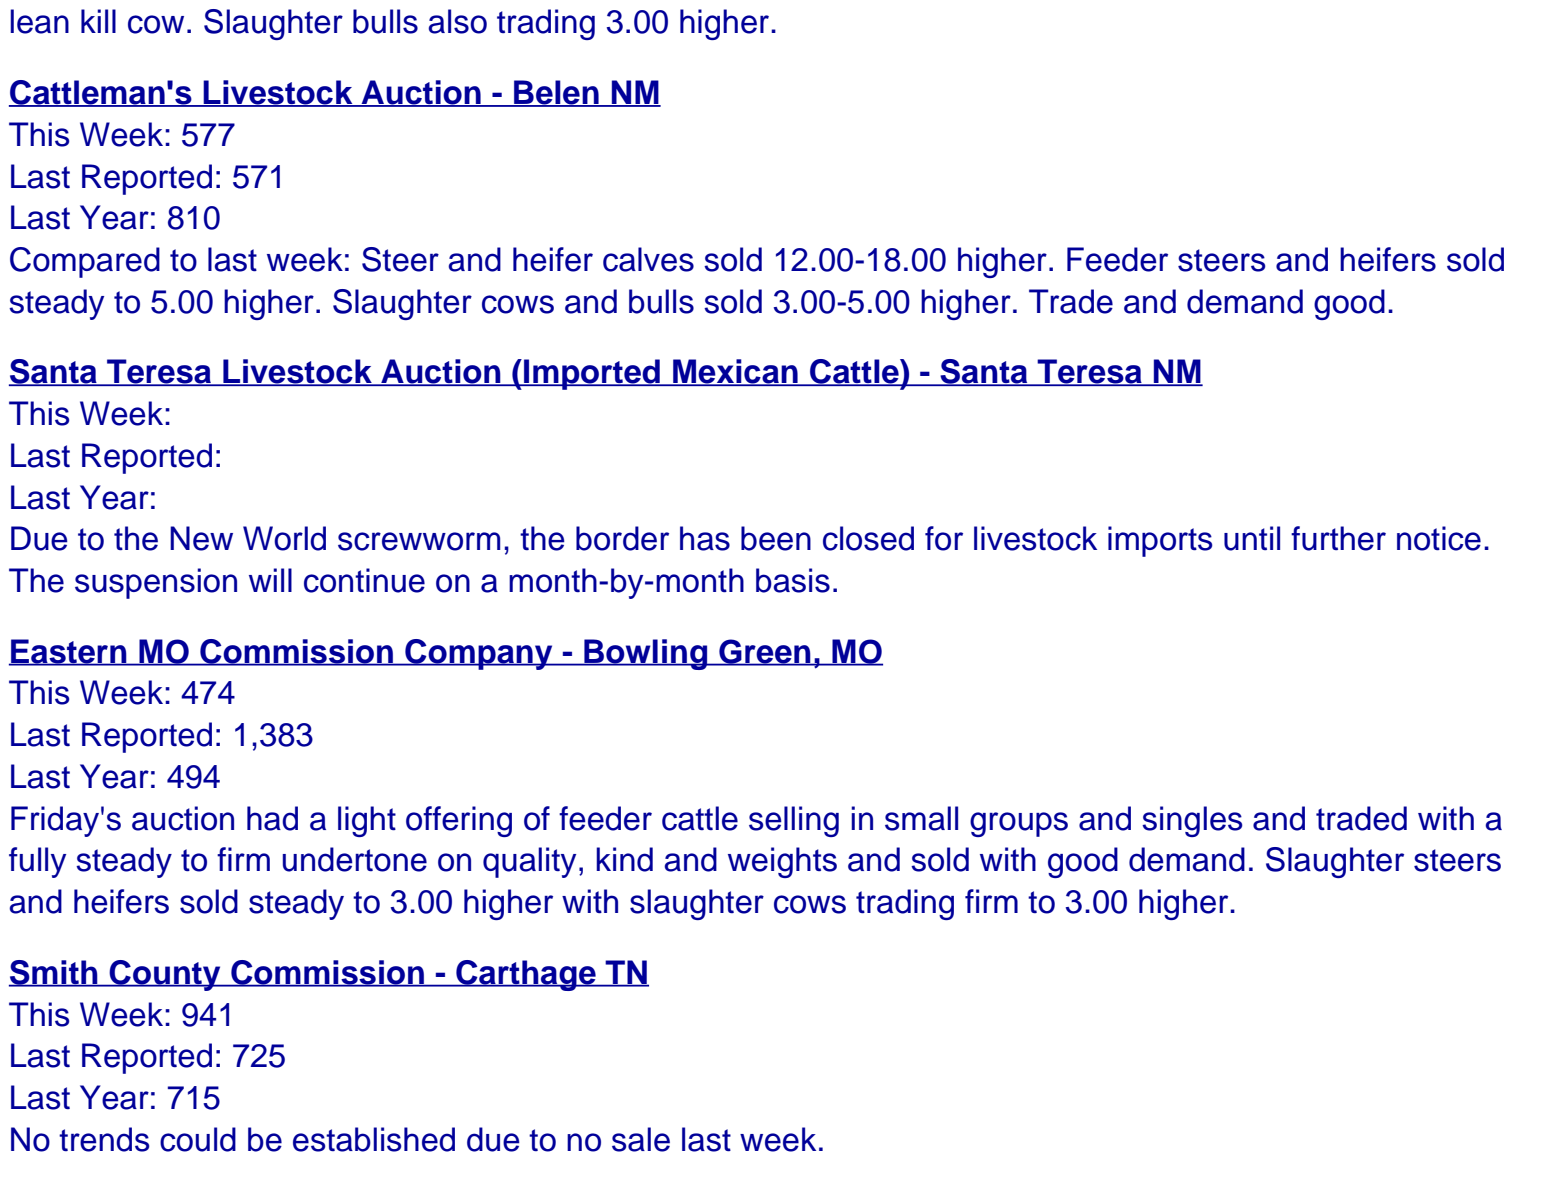 lean kill cow. Slaughter bulls also trading 3.00 higher.
Cattleman's Livestock Auction - Belen NM
This Week: 577
Last Reported: 571
Last Year: 810
Compared to last week: Steer and heifer calves sold 12.00-18.00 higher. Feeder steers and heifers sold
steady to 5.00 higher. Slaughter cows and bulls sold 3.00-5.00 higher. Trade and demand good.
Santa Teresa Livestock Auction (Imported Mexican Cattle) - Santa Teresa NM
This Week:
Last Reported:
Last Year:
Due to the New World screwworm, the border has been closed for livestock imports until further notice.
The suspension will continue on a month-by-month basis.
Eastern MO Commission Company - Bowling Green, MO
This Week: 474
Last Reported: 1,383
Last Year: 494
Friday's auction had a light offering of feeder cattle selling in small groups and singles and traded with a
fully steady to firm undertone on quality, kind and weights and sold with good demand. Slaughter steers
and heifers sold steady to 3.00 higher with slaughter cows trading firm to 3.00 higher.
Smith County Commission - Carthage TN
This Week: 941
Last Reported: 725
Last Year: 715
No trends could be established due to no sale last week.